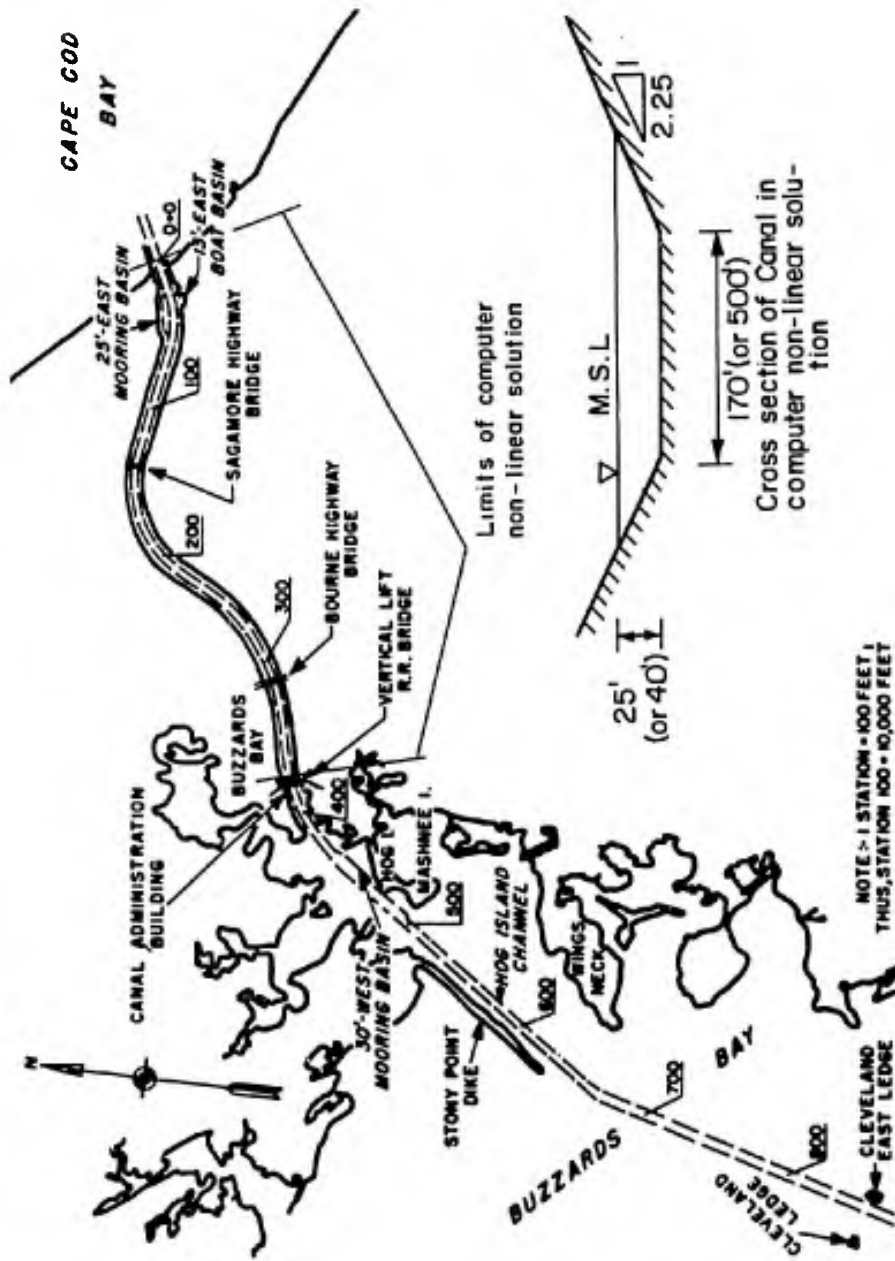 CAPE COD
BAY
25'-EAST
MOORING BASIN
0+0
13'-EAST
BOAT BASIN
100
SAGAMORE HIGHWAY
BRIDGE
200
300
BOURNE HIGHWAY
BRIDGE
VERTICAL LIFT
R.R. BRIDGE
BUZZARDS
BAY
CANAL ADMINISTRATION
BUILDING
400
HOG I.
MASHNEE I.
30'-WEST
MOORING BASIN
500
HOG ISLAND
CHANNEL
STONY POINT
DIKE
600
WINGS
NECK
N
BUZZARDS
BAY
700
800
CLEVELAND
LEDGE
CLEVELAND
EAST LEDGE
Limits of computer
non-linear solution
M.S.L
1
2.25
25'
(or 40')
170' (or 500')
Cross section of Canal in
computer non-linear solu-
tion
NOTE:- 1 STATION = 100 FEET;
THUS, STATION 100 = 10,000 FEET